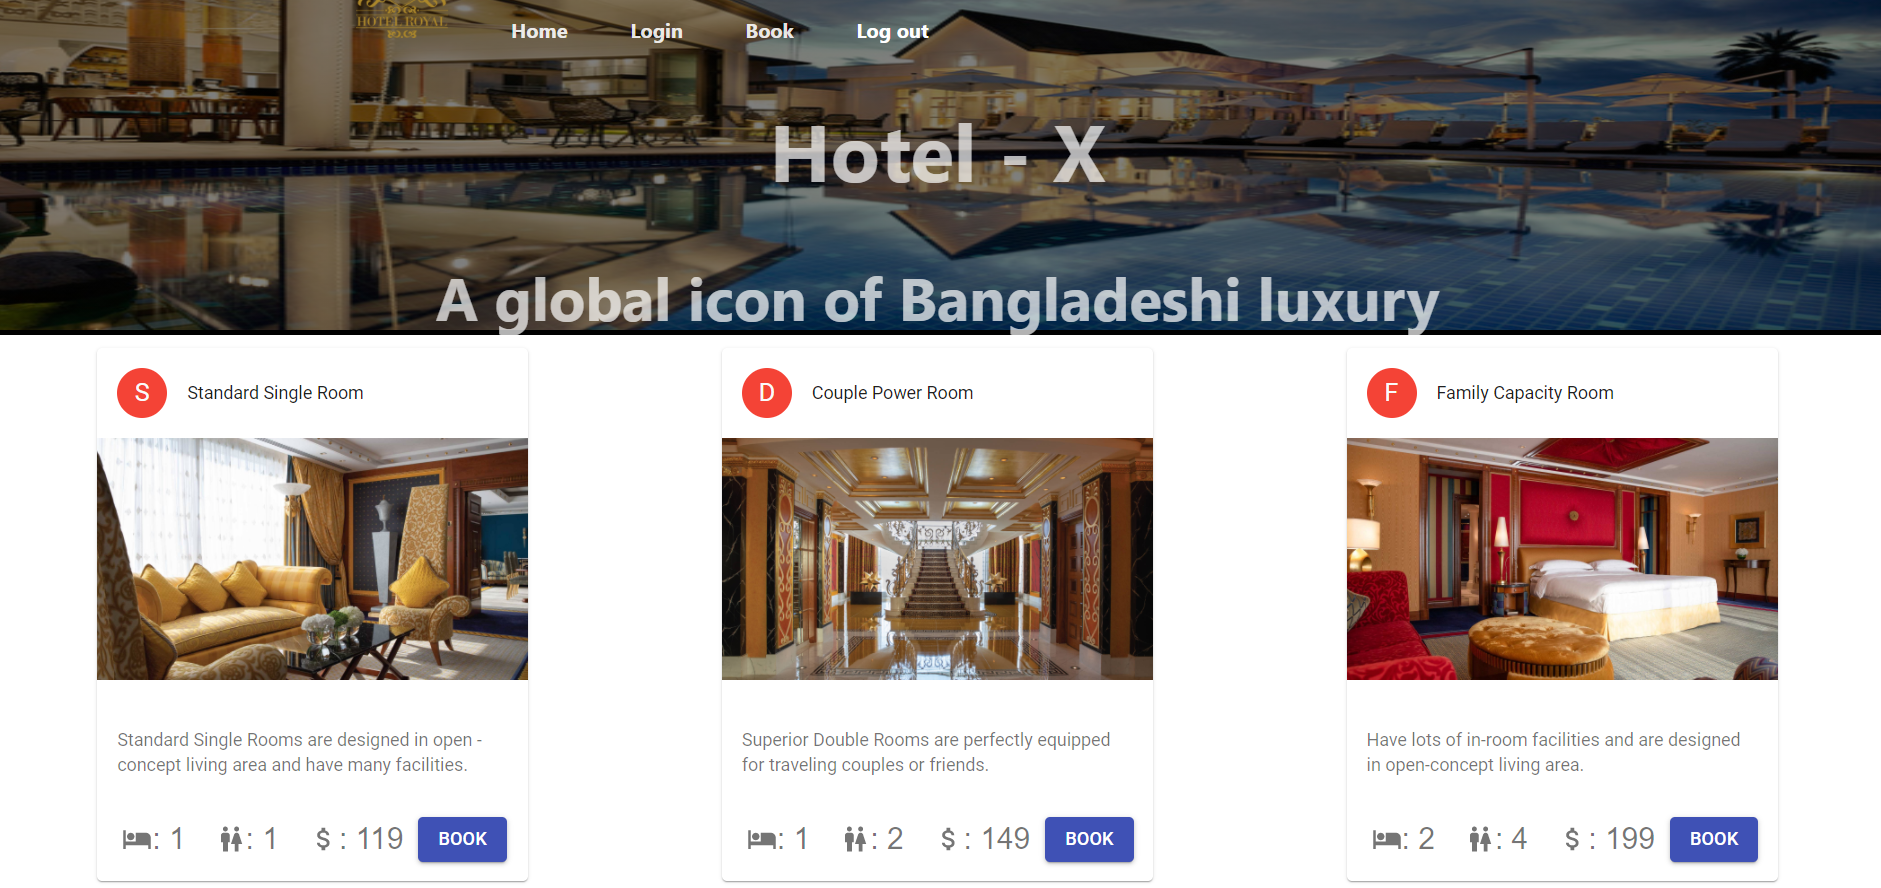 HOTEL ROYAL
Home Login Book Log out
Hotel - X
A global icon of Bangladeshi luxury
S Standard Single Room
Standard Single Rooms are designed in open -
concept living area and have many facilities.
: 1 : 1 $ : 119 BOOK
D Couple Power Room
Superior Double Rooms are perfectly equipped
for traveling couples or friends.
: 1 : 2 $ : 149 BOOK
F Family Capacity Room
Have lots of in-room facilities and are designed
in open-concept living area.
: 2 : 4 $ : 199 BOOK